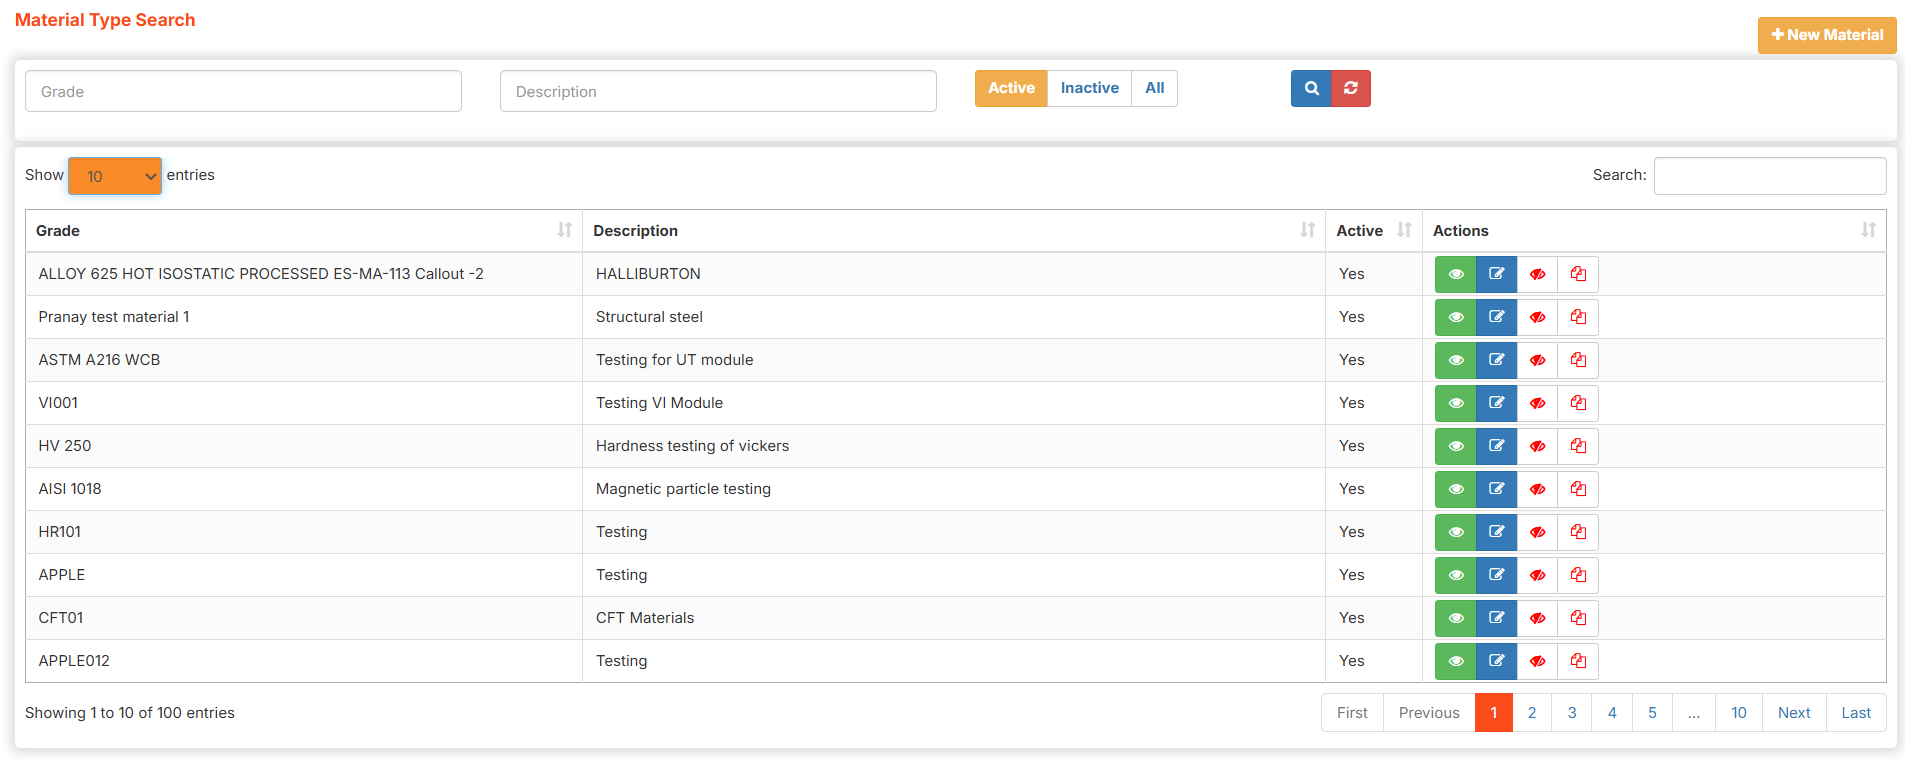 Material Type Search
New Material
Grade Description Active Inactive All
Show 10 entries Search:
Grade Description Active Actions
ALLOY 625 HOT ISOSTATIC PROCESSED ES-MA-113 Callout -2 HALLIBURTON Yes
Pranay test material 1 Structural steel Yes
ASTM A216 WCB Testing for UT module Yes
VI001 Testing VI Module Yes
HV 250 Hardness testing of vickers Yes
AISI 1018 Magnetic particle testing Yes
HR101 Testing Yes
APPLE Testing Yes
CFT01 CFT Materials Yes
APPLE012 Testing Yes
Showing 1 to 10 of 100 entries First Previous 1 2 3 4 5 ... 10 Next Last